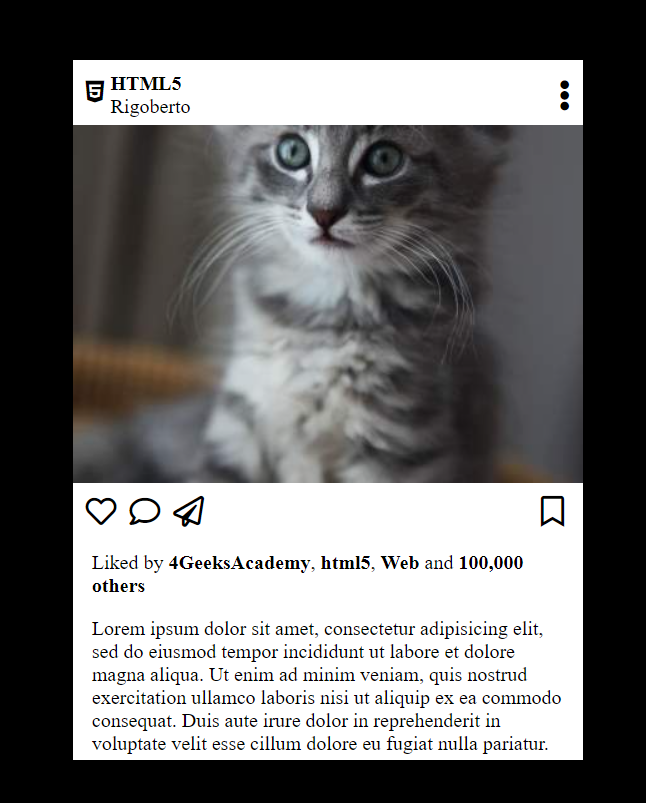 HTML5
Rigoberto
Liked by 4GeeksAcademy, html5, Web and 100,000
others
Lorem ipsum dolor sit amet, consectetur adipisicing elit,
sed do eiusmod tempor incididunt ut labore et dolore
magna aliqua. Ut enim ad minim veniam, quis nostrud
exercitation ullamco laboris nisi ut aliquip ex ea commodo
consequat. Duis aute irure dolor in reprehenderit in
voluptate velit esse cillum dolore eu fugiat nulla pariatur.